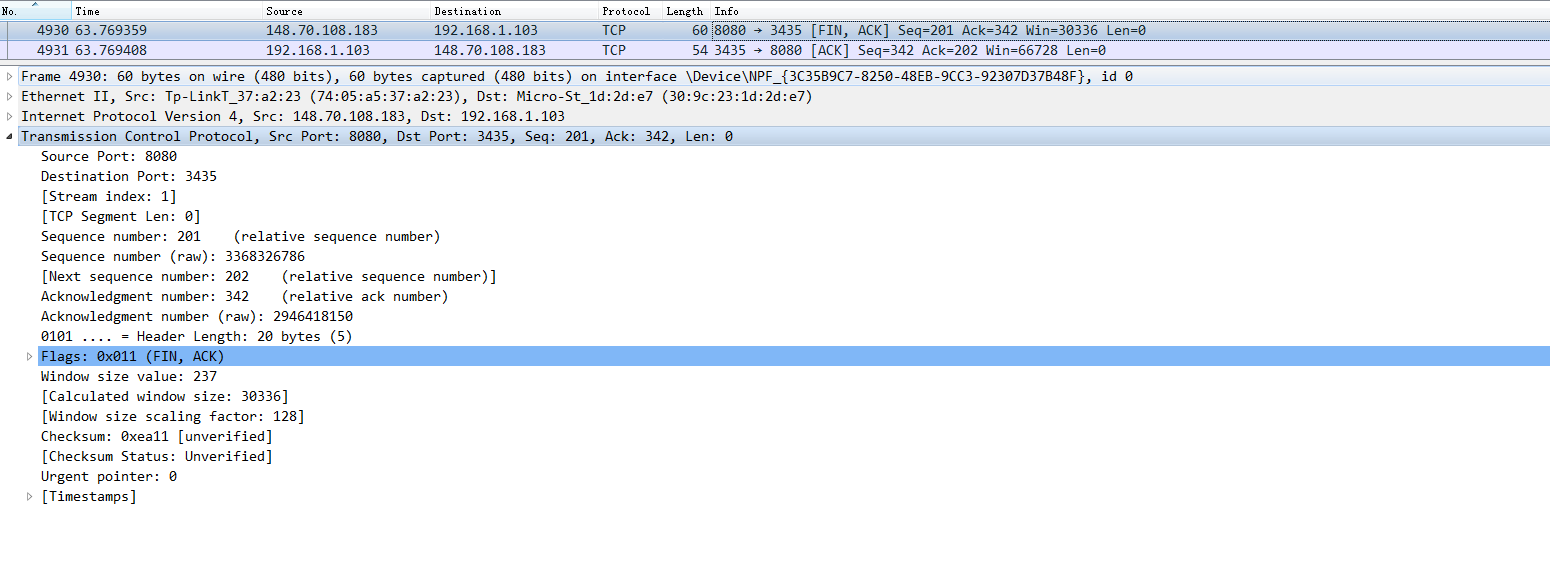 No. Time Source Destination Protocol Length Info
4930 63.769359 148.70.108.183 192.168.1.103 TCP 60 8080 → 3435 [FIN, ACK] Seq=201 Ack=342 Win=30336 Len=0
4931 63.769408 192.168.1.103 148.70.108.183 TCP 54 3435 → 8080 [ACK] Seq=342 Ack=202 Win=66728 Len=0
Frame 4930: 60 bytes on wire (480 bits), 60 bytes captured (480 bits) on interface \Device\NPF_{3C35B9C7-8250-48EB-9CC3-92307D37B48F}, id 0
Ethernet II, Src: Tp-LinkT_37:a2:23 (74:05:a5:37:a2:23), Dst: Micro-St_1d:2d:e7 (30:9c:23:1d:2d:e7)
Internet Protocol Version 4, Src: 148.70.108.183, Dst: 192.168.1.103
Transmission Control Protocol, Src Port: 8080, Dst Port: 3435, Seq: 201, Ack: 342, Len: 0
Source Port: 8080
Destination Port: 3435
[Stream index: 1]
[TCP Segment Len: 0]
Sequence number: 201 (relative sequence number)
Sequence number (raw): 3368326786
[Next sequence number: 202 (relative sequence number)]
Acknowledgment number: 342 (relative ack number)
Acknowledgment number (raw): 2946418150
0101 .... = Header Length: 20 bytes (5)
Flags: 0x011 (FIN, ACK)
Window size value: 237
[Calculated window size: 30336]
[Window size scaling factor: 128]
Checksum: 0xea11 [unverified]
[Checksum Status: Unverified]
Urgent pointer: 0
[Timestamps]